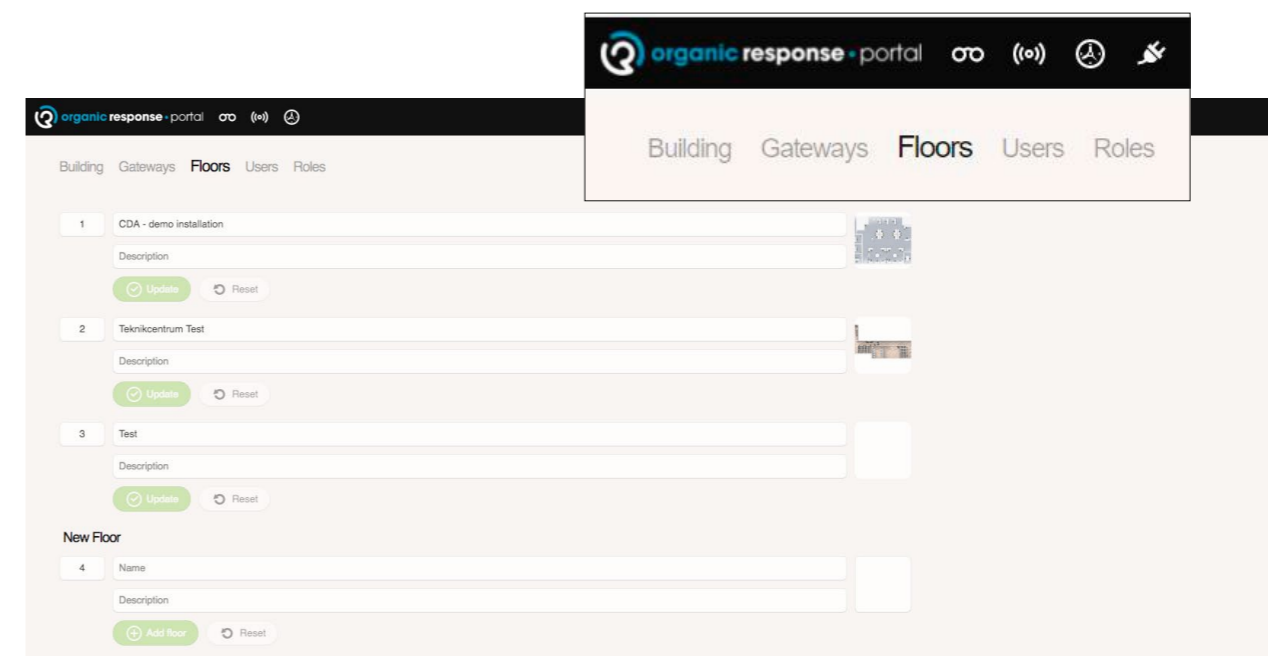 organic response • portal
Building Gateways Floors Users Roles
organic response • portal
Building Gateways Floors Users Roles
1 CDA - demo installation
Description
Update Reset
2 Teknikcentrum Test
Description
Update Reset
3 Test
Description
Update Reset
New Floor
4 Name
Description
Add floor Reset